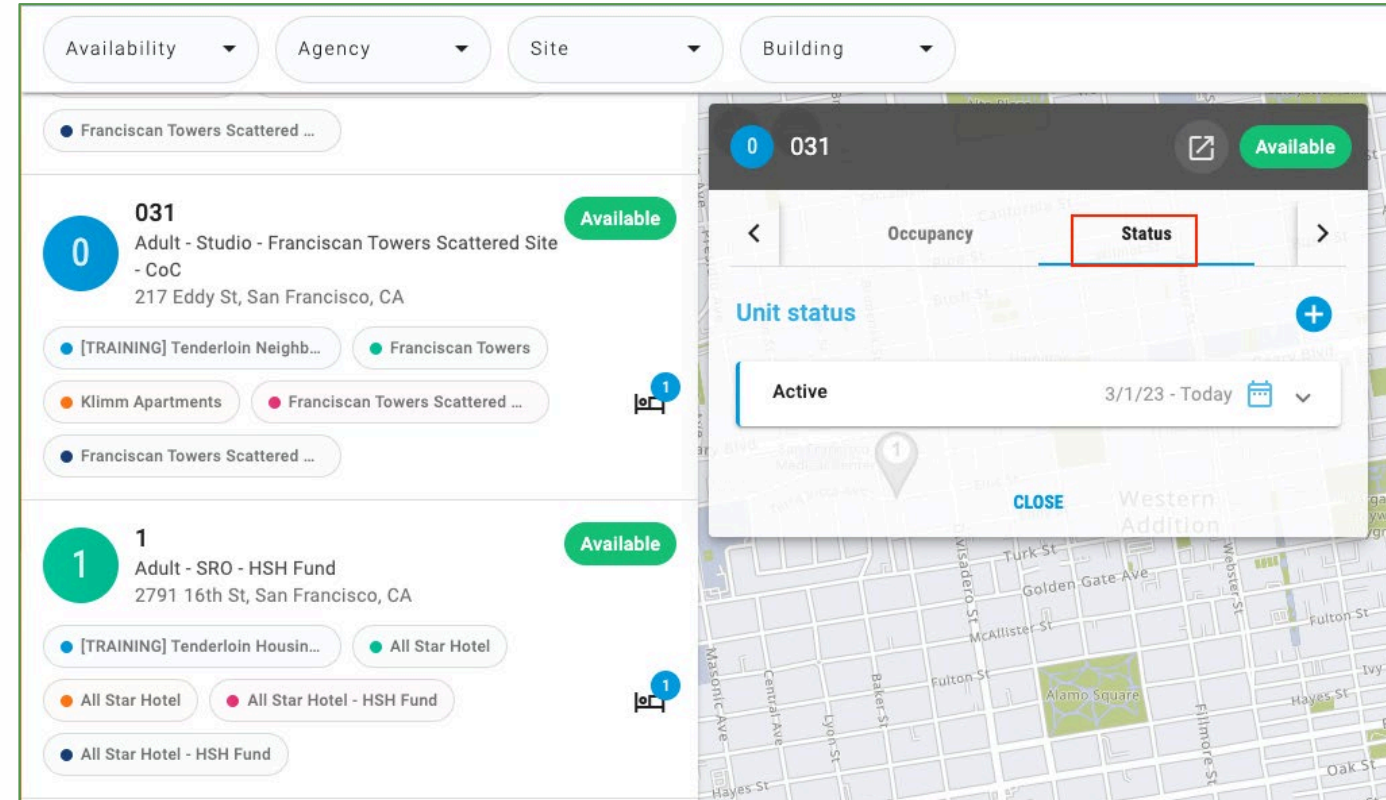 Availability
Agency
Site
Building
Franciscan Towers Scattered ...
0
031
Adult - Studio - Franciscan Towers Scattered Site
- CoC
217 Eddy St, San Francisco, CA
Available
[TRAINING] Tenderloin Neighb...
Franciscan Towers
Klimm Apartments
Franciscan Towers Scattered ...
1
Franciscan Towers Scattered ...
1
1
Adult - SRO - HSH Fund
2791 16th St, San Francisco, CA
Available
[TRAINING] Tenderloin Housin...
All Star Hotel
All Star Hotel
All Star Hotel - HSH Fund
1
All Star Hotel - HSH Fund
0
031
Available
Occupancy
Status
Unit status
Active
3/1/23 - Today
1
CLOSE
Western
Addition
Turk St
Golden Gate Ave
McAllister St
Fulton St
Fulton St
Alamo Square
Hayes St
Hayes St
Oak St
Ivy
Masonic Ave
Central Ave
Lyon St
Baker St
Divisadero St
Fillmore St
Webster St